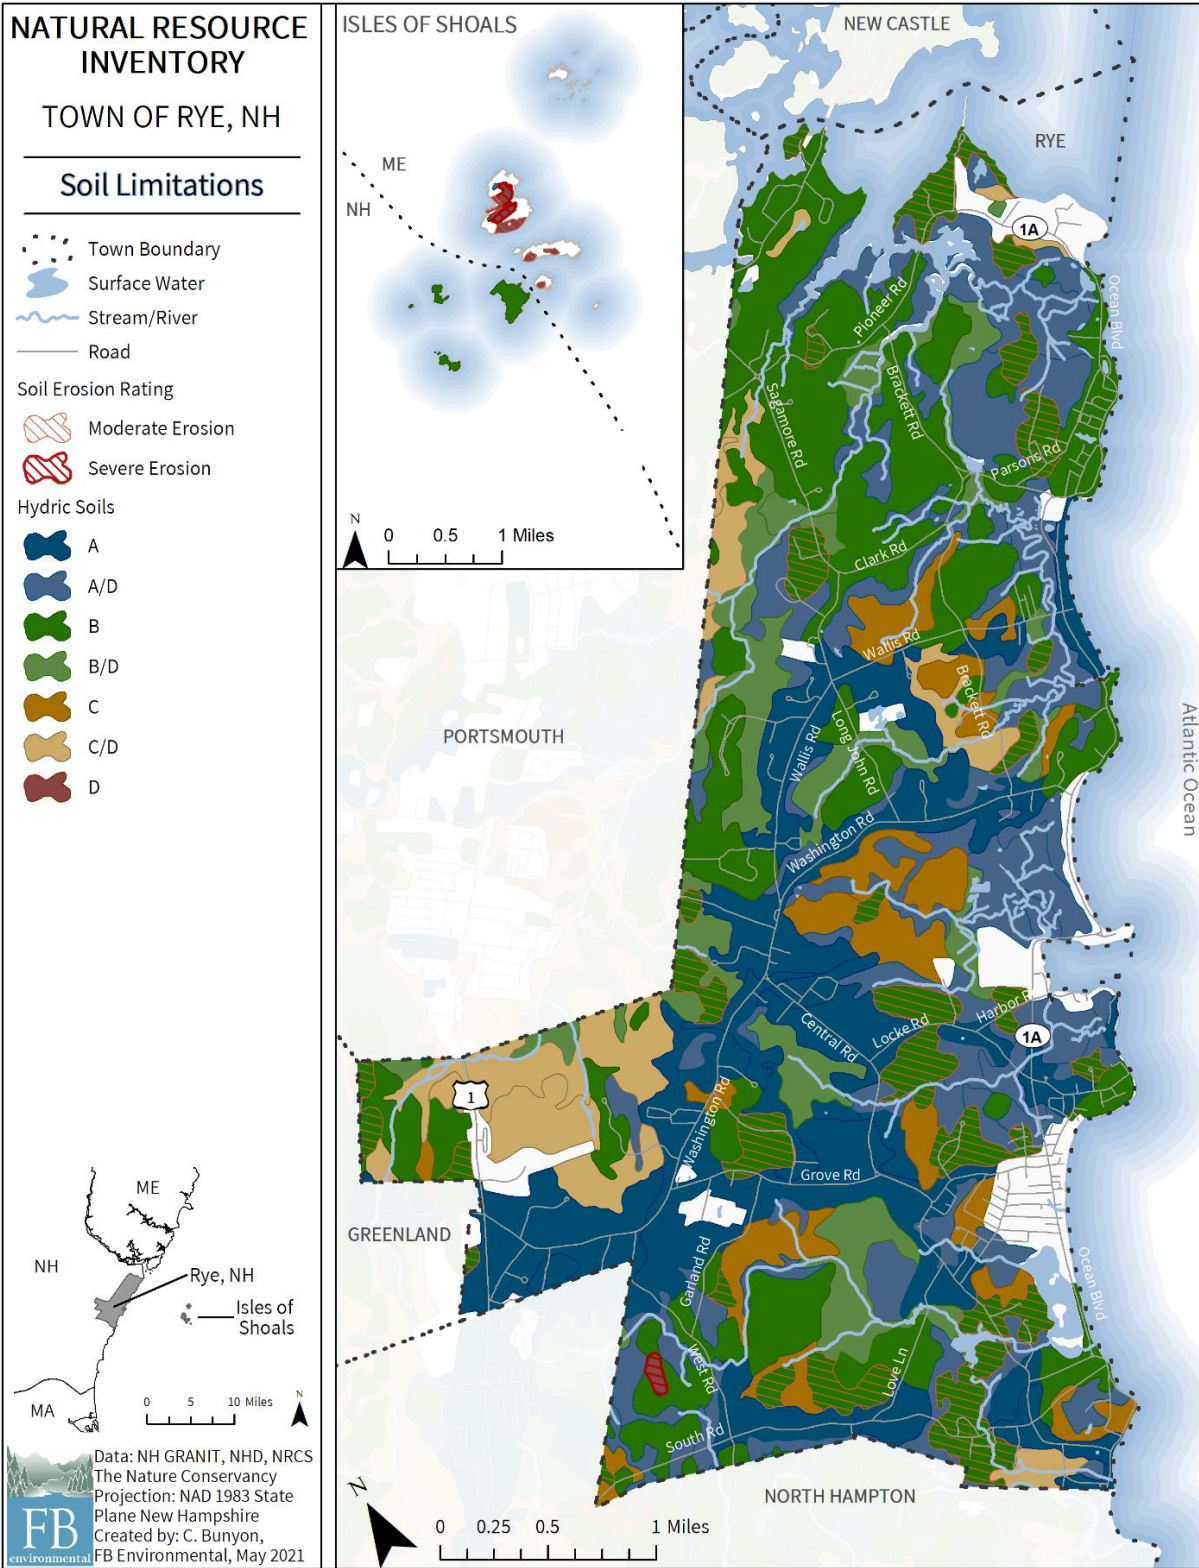 NATURAL RESOURCE
INVENTORY
TOWN OF RYE, NH
Soil Limitations
Town Boundary
Surface Water
Stream/River
Road
Soil Erosion Rating
Moderate Erosion
Severe Erosion
Hydric Soils
A
A/D
B
B/D
C
C/D
D
ME
NH
Rye, NH
Isles of
Shoals
MA
0 5 10 Miles
N
FB
environmental
Data: NH GRANIT, NHD, NRCS
The Nature Conservancy
Projection: NAD 1983 State
Plane New Hampshire
Created by: C. Bunyon,
FB Environmental, May 2021
ISLES OF SHOALS
ME
NH
N
0 0.5 1 Miles
NEW CASTLE
RYE
1A
Ocean Blvd
Pioneer Rd
Brackett Rd
Sagamore Rd
Parsons Rd
Clark Rd
Wallis Rd
Brackett Rd
PORTSMOUTH
Long John Rd
Wallis Rd
Atlantic Ocean
Washington Rd
Central Rd
Locke Rd
Harbor R
1A
1
Washington Rd
Grove Rd
GREENLAND
Garland Rd
Ocean Blvd
West Rd
Love Ln
South Rd
NORTH HAMPTON
N
0 0.25 0.5 1 Miles